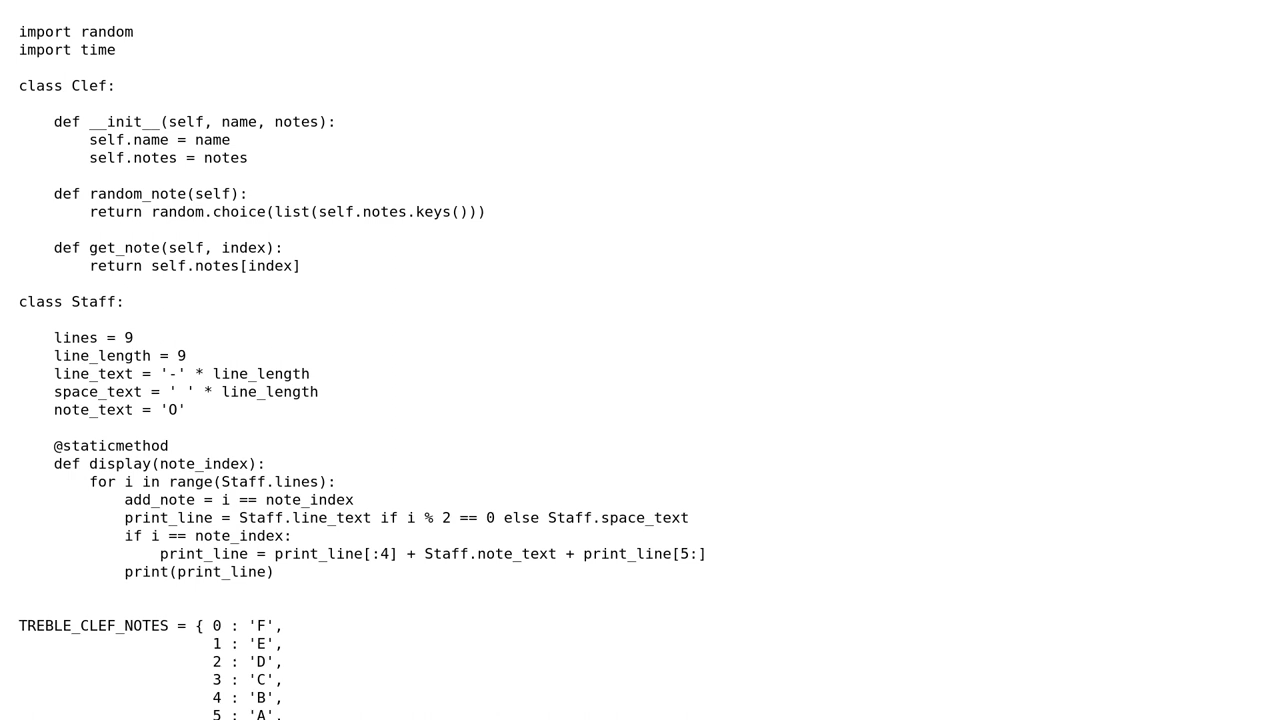 import random
import time
class Clef:
    def __init__(self, name, notes):
        self.name = name
        self.notes = notes
    def random_note(self):
        return random.choice(list(self.notes.keys()))
    def get_note(self, index):
        return self.notes[index]
class Staff:
    lines = 9
    line_length = 9
    line_text = '-' * line_length
    space_text = ' ' * line_length
    note_text = 'O'
    @staticmethod
    def display(note_index):
        for i in range(Staff.lines):
            add_note = i == note_index
            print_line = Staff.line_text if i % 2 == 0 else Staff.space_text
            if i == note_index:
                print_line = print_line[:4] + Staff.note_text + print_line[5:]
            print(print_line)
TREBLE_CLEF_NOTES = { 0 : 'F',
                      1 : 'E',
                      2 : 'D',
                      3 : 'C',
                      4 : 'B',
                      5 : 'A',